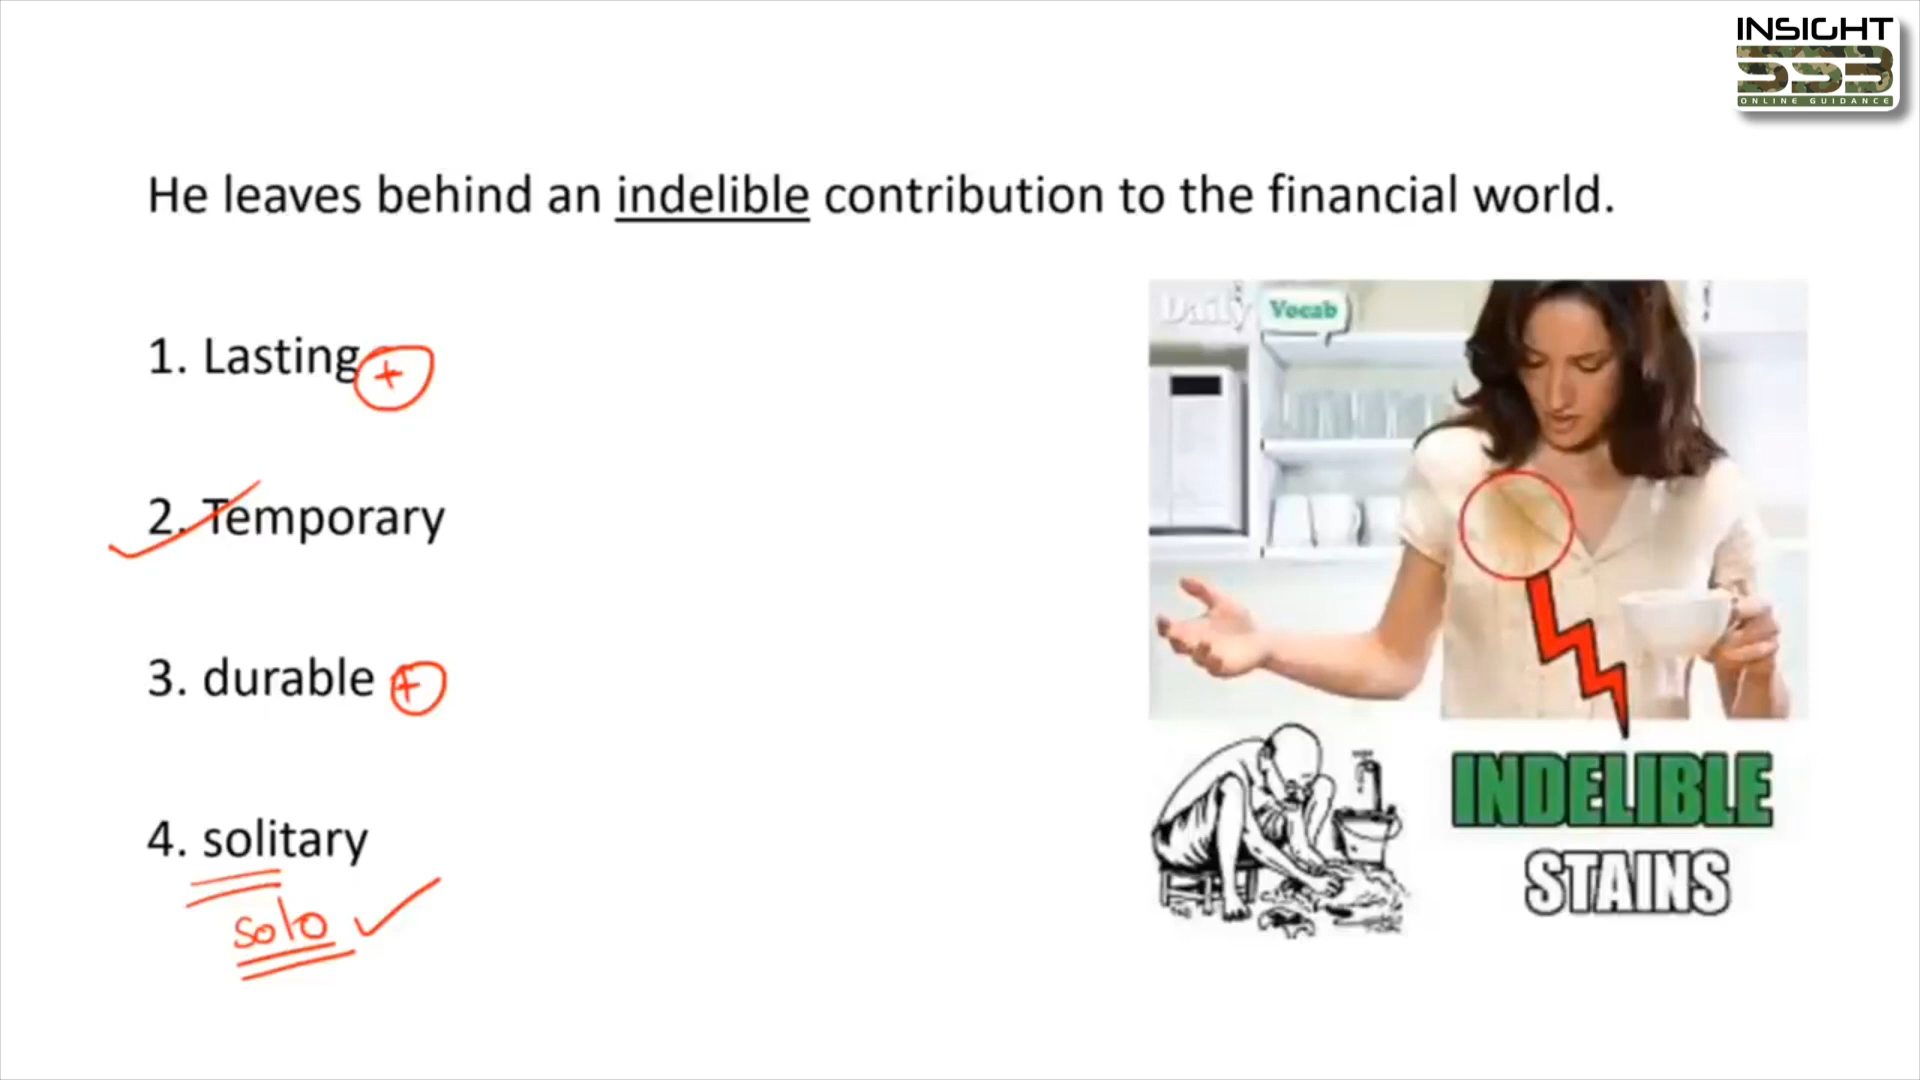 INSIGHT
SSB
ONLINE GUIDANCE
He leaves behind an indelible contribution to the financial world.
1. Lasting +
2. Temporary
3. durable +
4. solitary
solo
Daily Vocab
INDELIBLE
STAINS